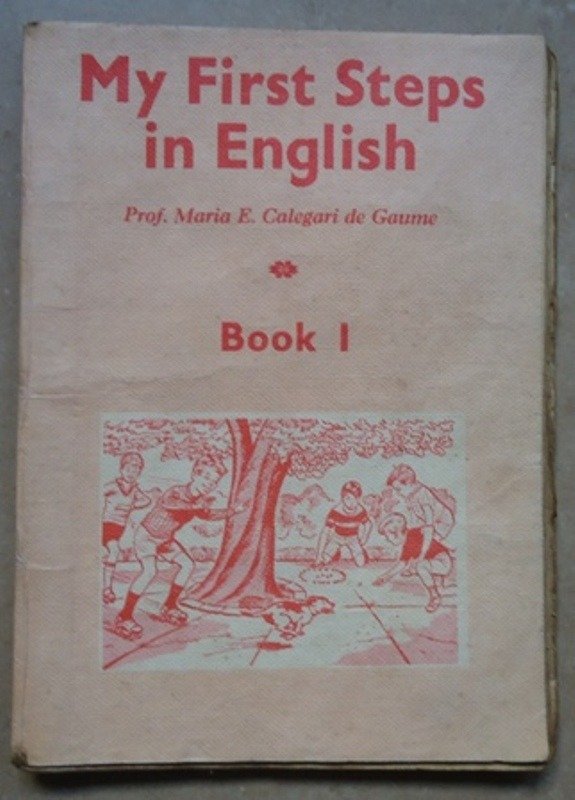 My First Steps
in English
Prof. Maria E. Calegari de Gaume
Book I